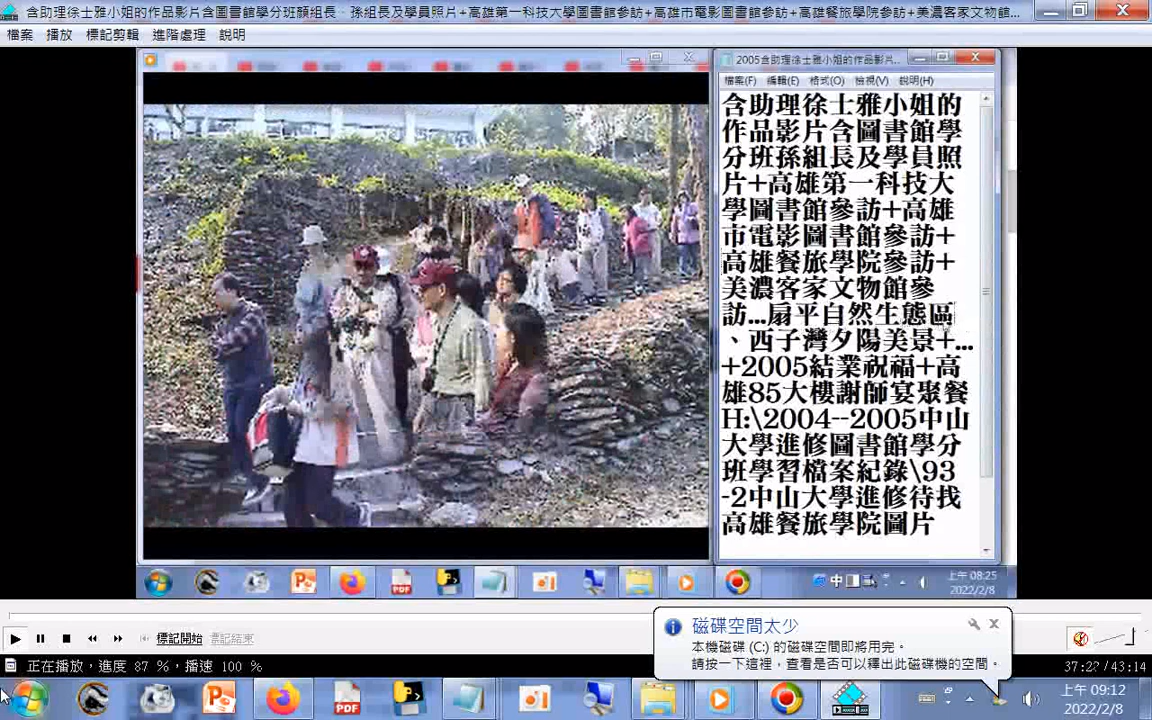 含助理徐士雅小姐的作品影片含圖書館學分班顏組長、孫組長及學員照片+高雄第一科技大學圖書館參訪+高雄市電影圖書館參訪+高雄餐旅學院參訪+美濃客家文物館...
檔案 播放 標記剪輯 進階處理 說明
2005含助理徐士雅小姐的作品影片...
檔案(F) 編輯(E) 格式(O) 檢視(V) 說明(H)
含助理徐士雅小姐的
作品影片含圖書館學
分班孫組長及學員照
片+高雄第一科技大
學圖書館參訪+高雄
市電影圖書館參訪+
高雄餐旅學院參訪+
美濃客家文物館參
訪...扇平自然生態區
、西子灣夕陽美景+...
+2005結業祝福+高
雄85大樓謝師宴聚餐
H:\2004--2005中山
大學進修圖書館學分
班學習檔案紀錄\93
-2中山大學進修待找
高雄餐旅學院圖片
中
上午 08:25
2022/2/8
標記開始 標記結束
磁碟空間太少
本機磁碟 (C:) 的磁碟空間即將用完。
請按一下這裡，查看是否可以釋出此磁碟機的空間。
正在播放，進度 87 %，播速 100 %
37:22 / 43:14
上午 09:12
2022/2/8